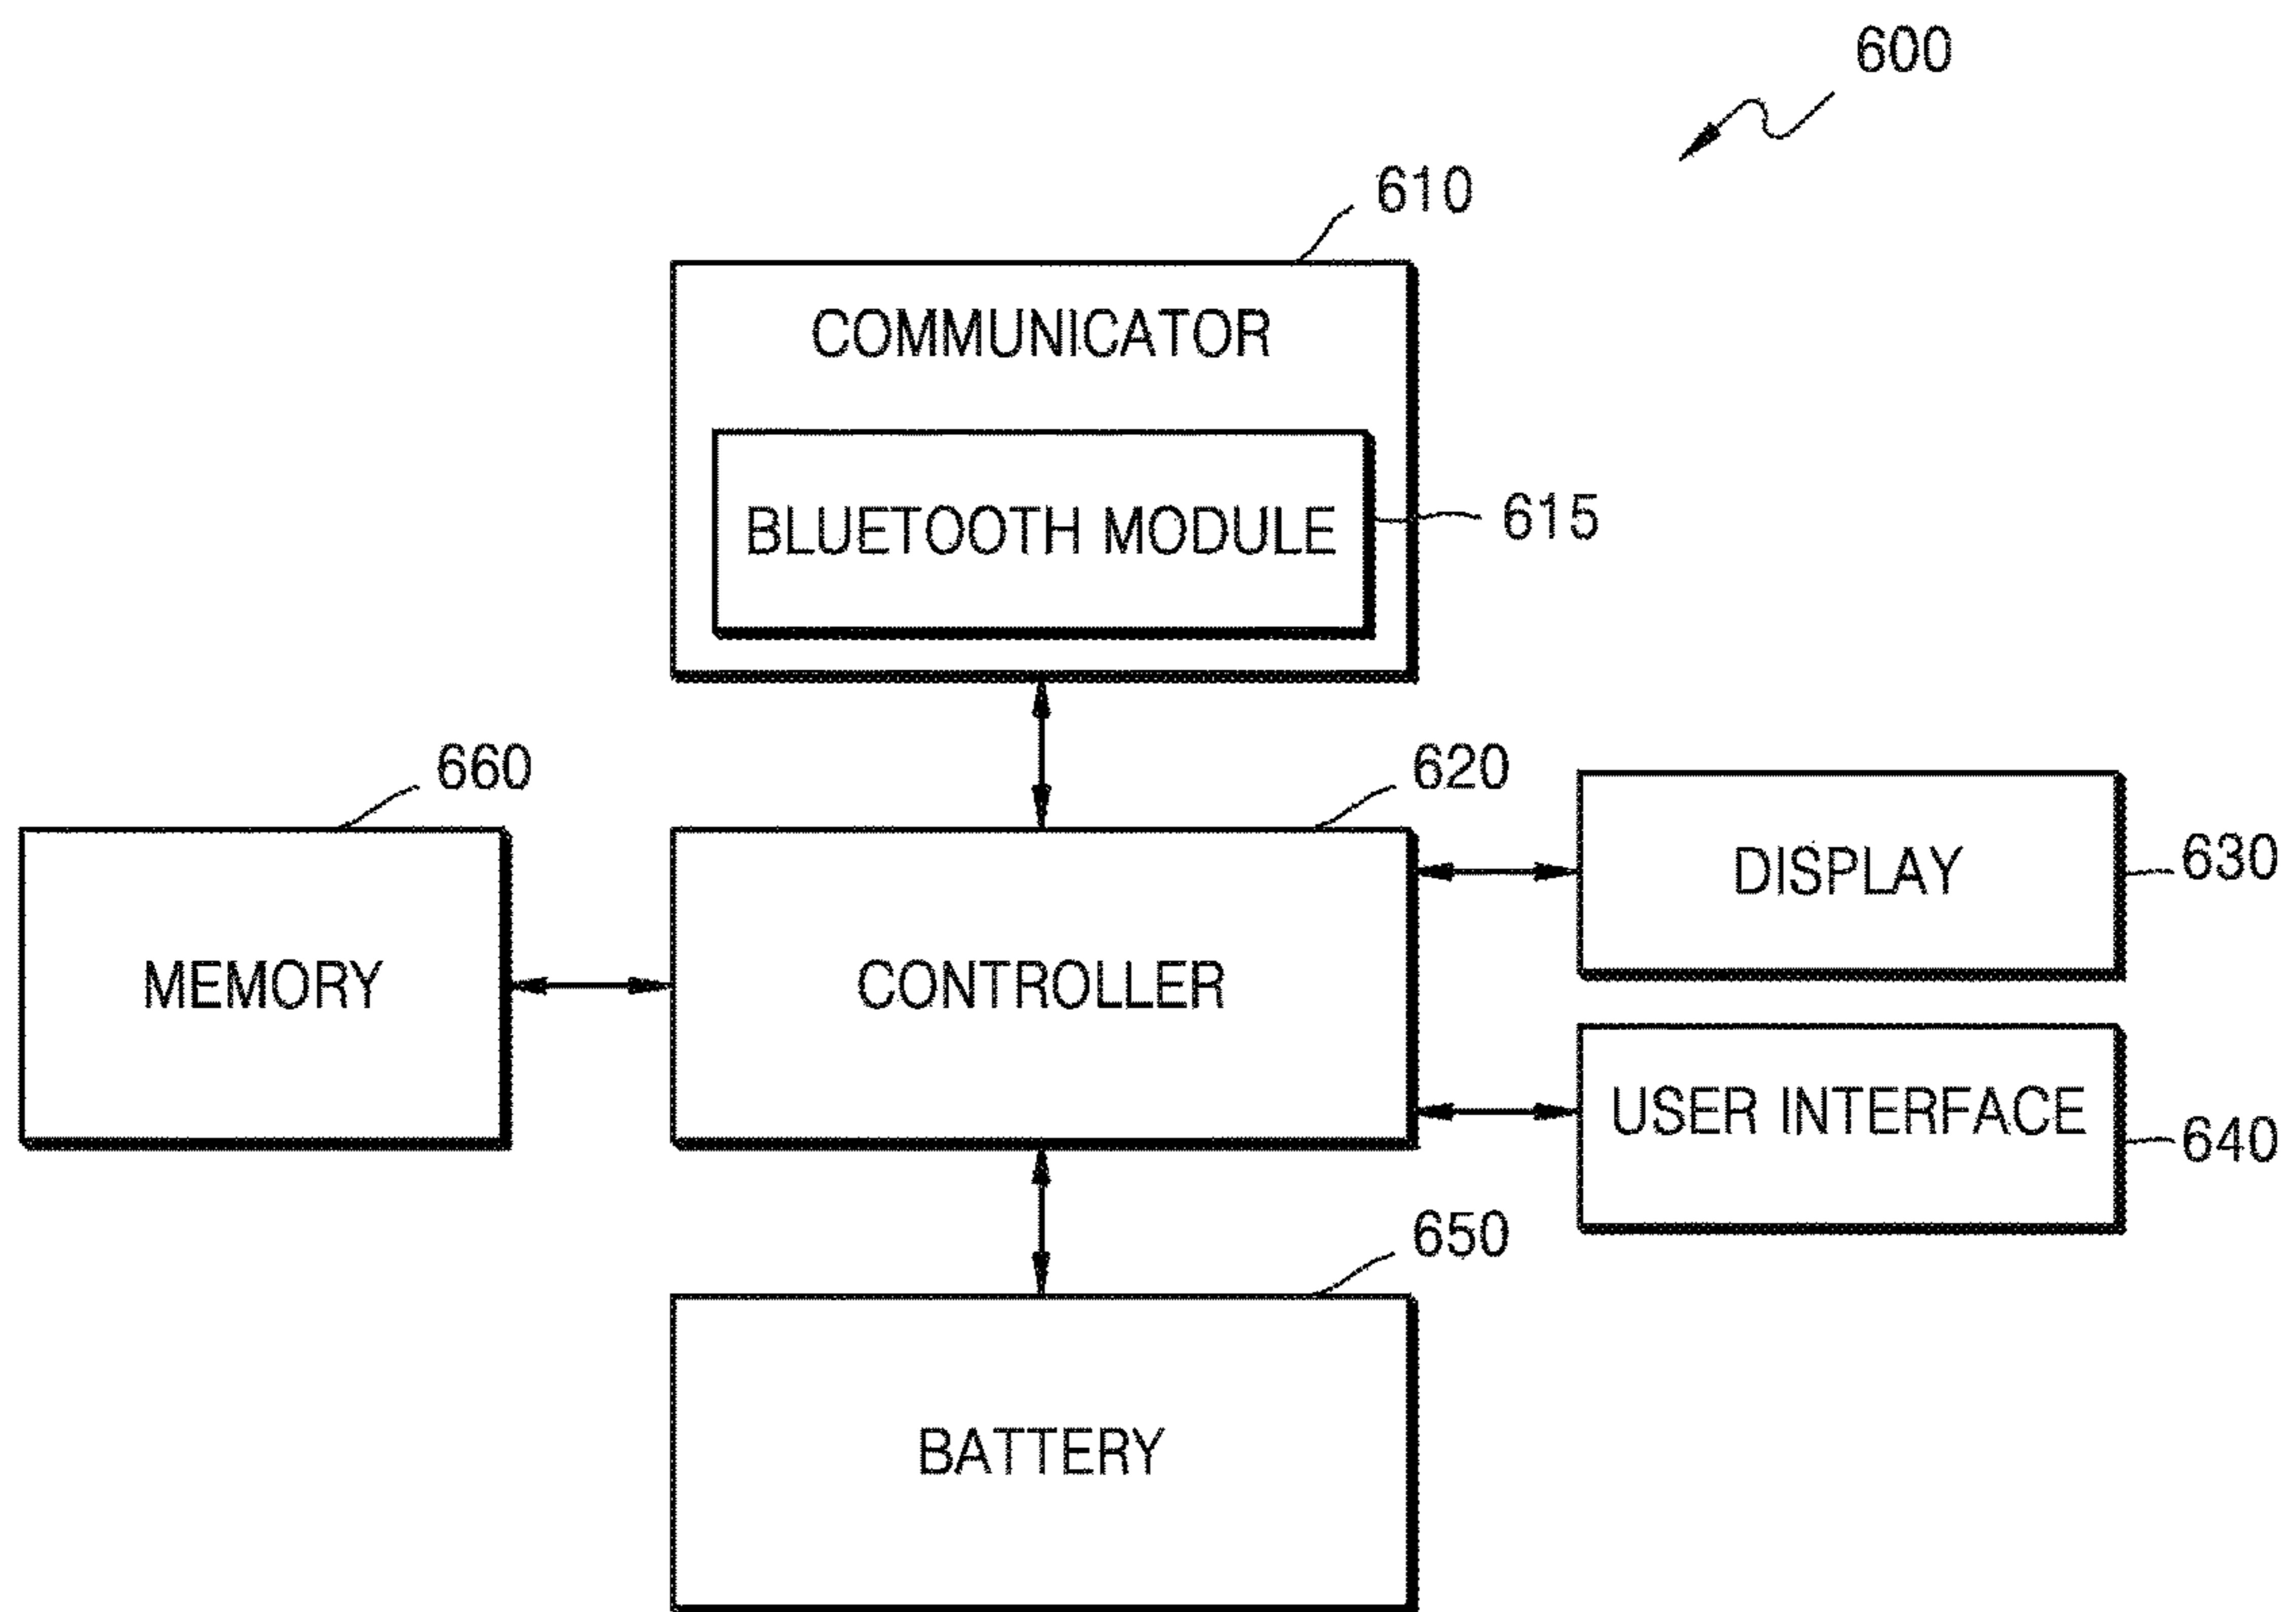 600
610
COMMUNICATOR
BLUETOOTH MODULE
615
660
620
MEMORY
CONTROLLER
DISPLAY
630
USER INTERFACE
640
650
BATTERY